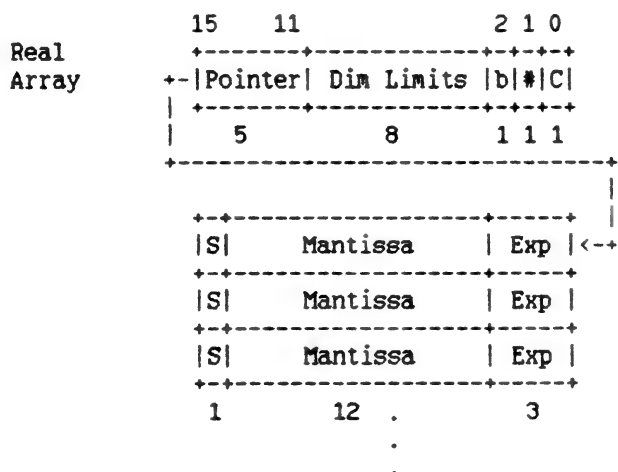 15 11 2 1 0
Real
Array +-|Pointer| Dim Limits |b|#|C|
5 8 1 1 1
|S| Mantissa | Exp |<-+
|S| Mantissa | Exp |
|S| Mantissa | Exp |
1 12 . 3
.
.